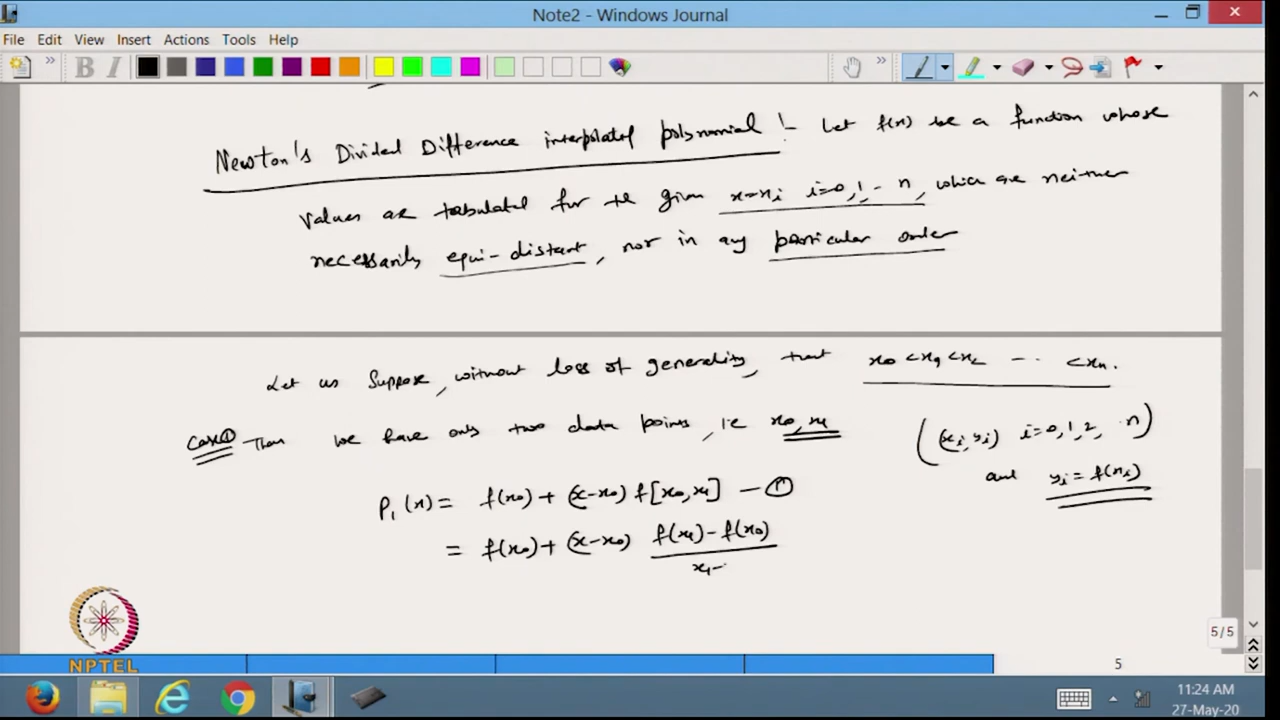 Note2 - Windows Journal
File Edit View Insert Actions Tools Help
Newton's Divided Difference interpolated polynomial :- Let f(x) be a function whose
values are tabulated for the given x=xi i=0,1,- n, which are neither
necessarily equi-distant, nor in any particular order
Let us Suppose, without loss of generality, that x0 <x1 <x2 -- <xn.
Case① Then we have only two data points, i.e x0, x1
(xi,yi) i=0,1,2, n)
and yi = f(xi)
P1(x) = f(x0) + (x-x0) f[x0,x1] — ①
= f(x0) + (x-x0) f(x1) - f(x0)
x1-
NPTEL
5/5
5
11:24 AM
27-May-20